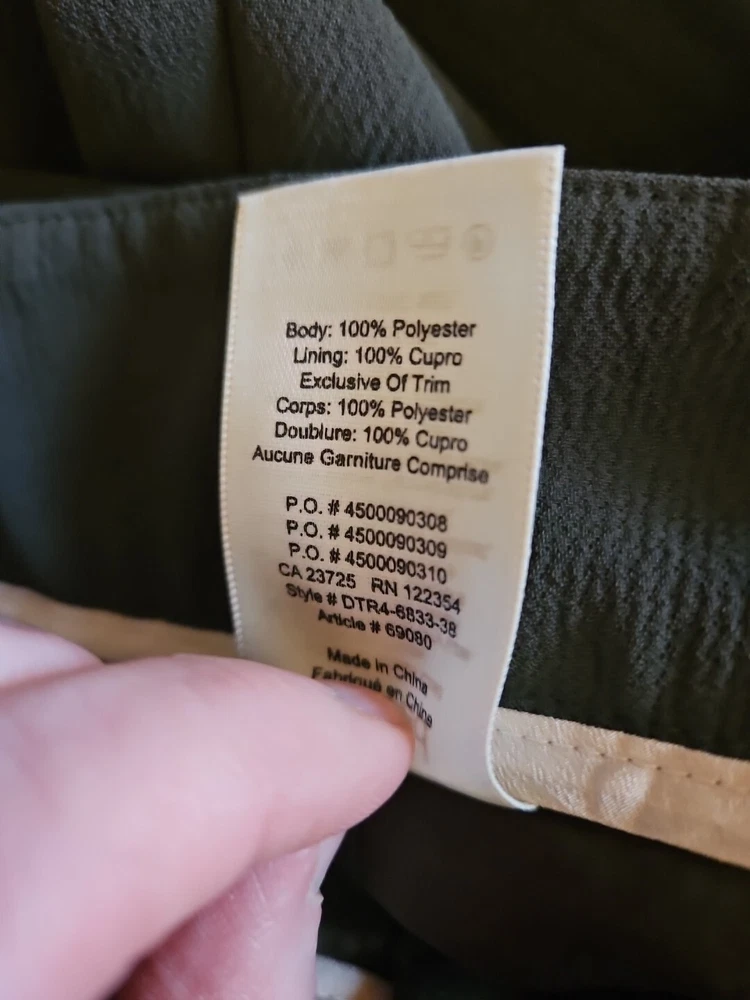 Body: 100% Polyester
Lining: 100% Cupro
Exclusive Of Trim
Corps: 100% Polyester
Doublure: 100% Cupro
Aucune Garniture Comprise
P.O. # 4500090308
P.O. # 4500090309
P.O. # 4500090310
CA 23725 RN 122354
Style # DTR4-6833-38
Article # 69080
Made in China
Fabriqué en Chine